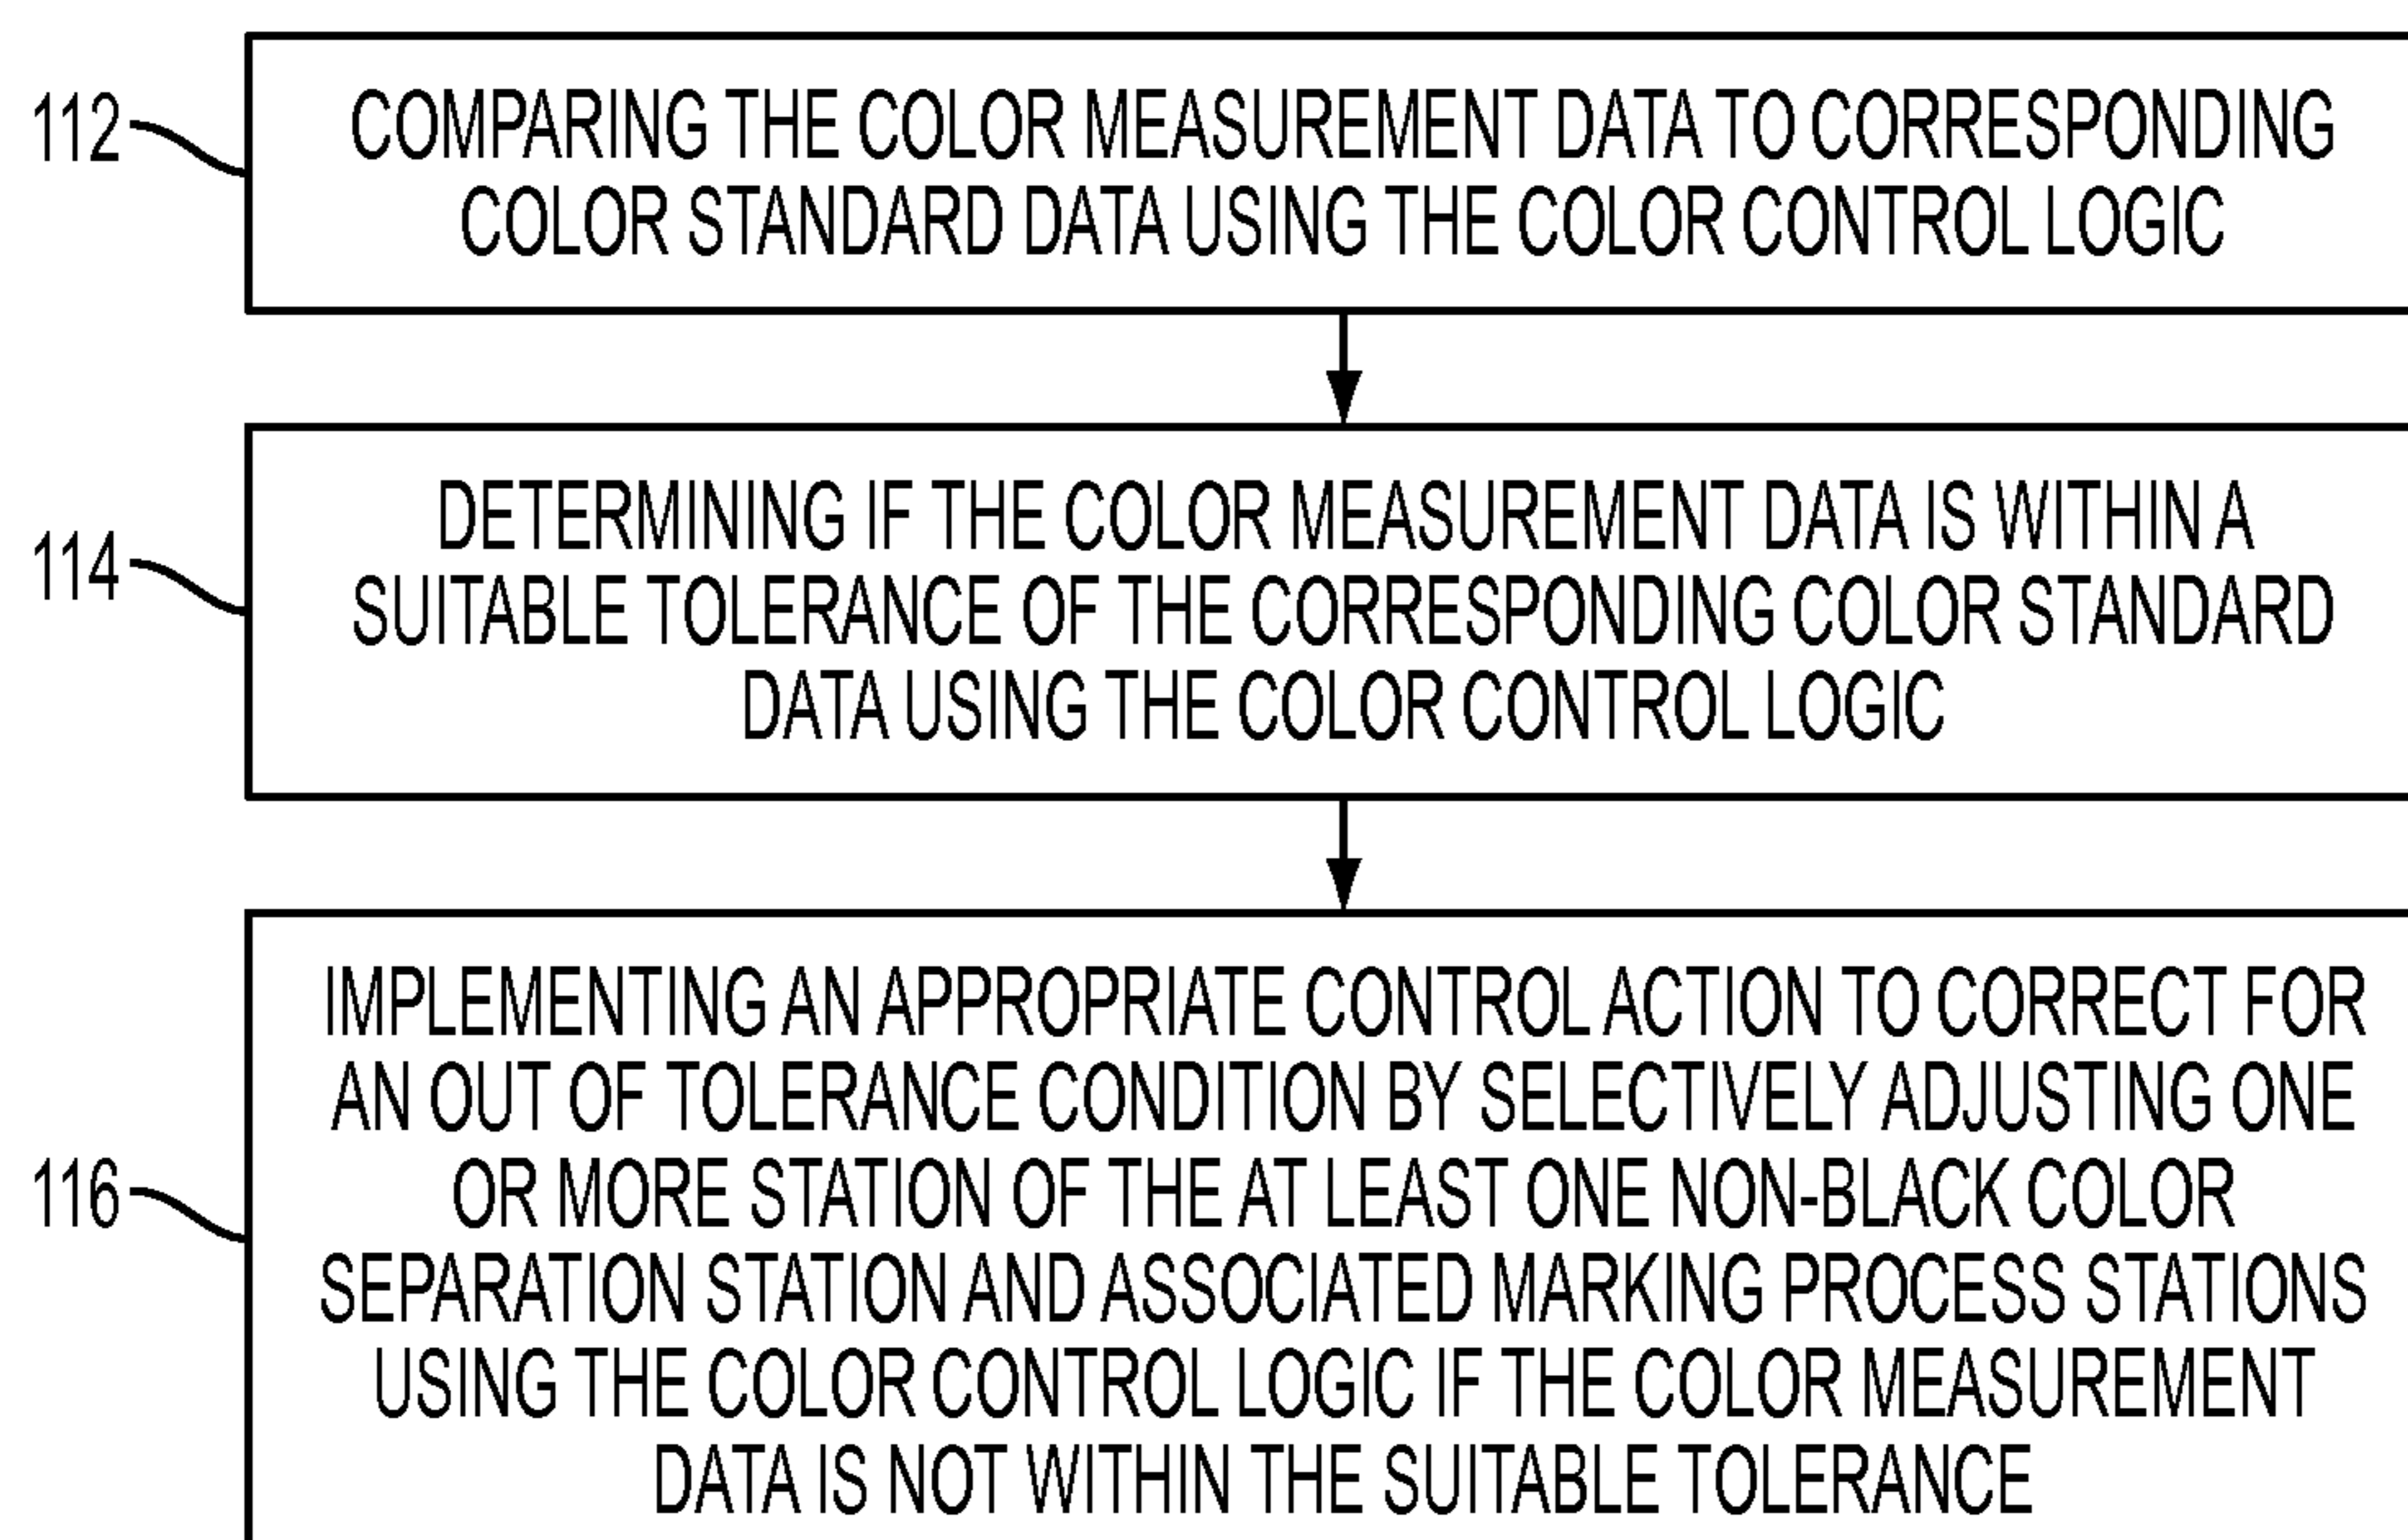 112
COMPARING THE COLOR MEASUREMENT DATA TO CORRESPONDING
COLOR STANDARD DATA USING THE COLOR CONTROL LOGIC
114
DETERMINING IF THE COLOR MEASUREMENT DATA IS WITHIN A
SUITABLE TOLERANCE OF THE CORRESPONDING COLOR STANDARD
DATA USING THE COLOR CONTROL LOGIC
116
IMPLEMENTING AN APPROPRIATE CONTROL ACTION TO CORRECT FOR
AN OUT OF TOLERANCE CONDITION BY SELECTIVELY ADJUSTING ONE
OR MORE STATION OF THE AT LEAST ONE NON-BLACK COLOR
SEPARATION STATION AND ASSOCIATED MARKING PROCESS STATIONS
USING THE COLOR CONTROL LOGIC IF THE COLOR MEASUREMENT
DATA IS NOT WITHIN THE SUITABLE TOLERANCE